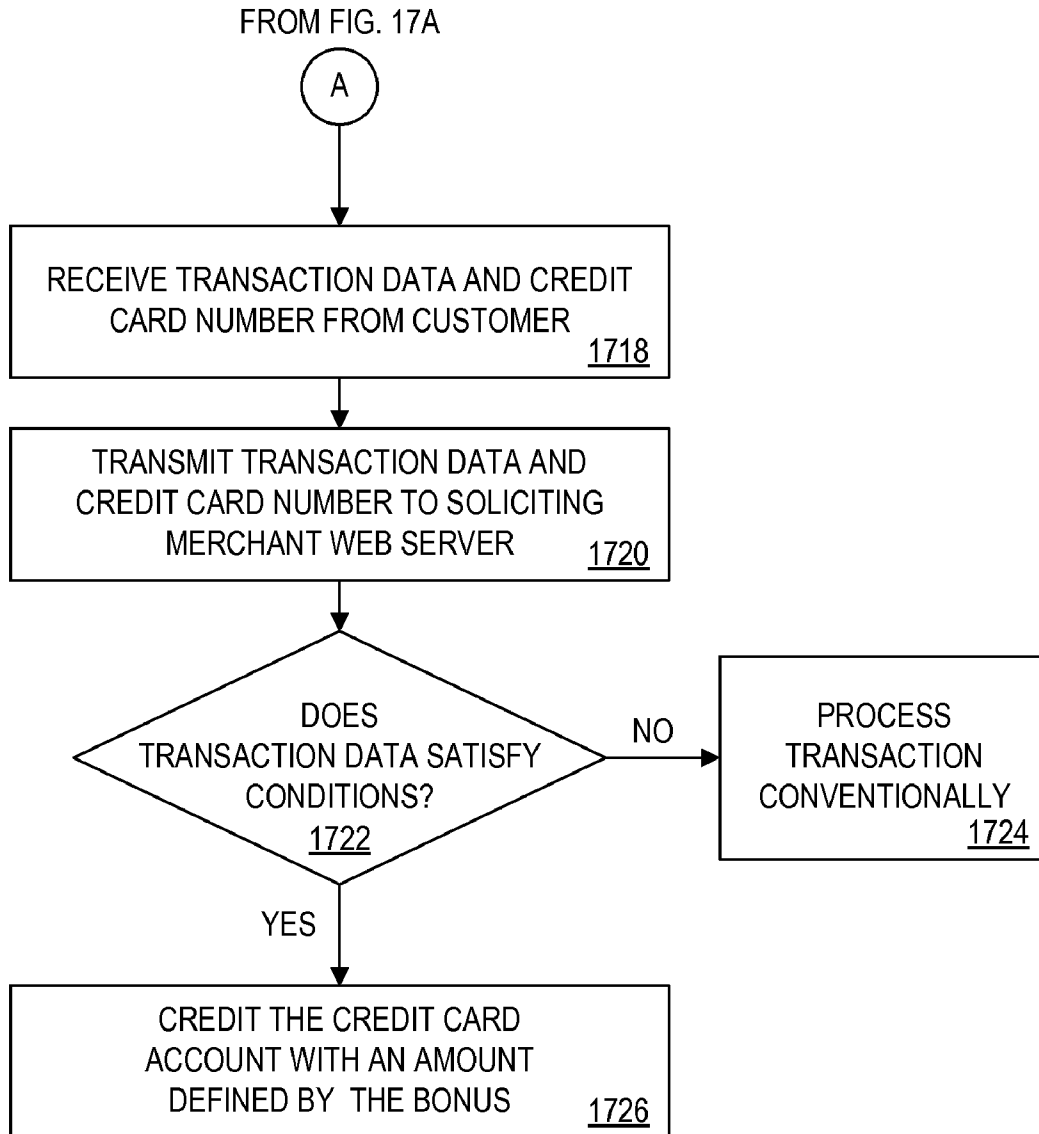 FROM FIG. 17A
A
RECEIVE TRANSACTION DATA AND CREDIT
CARD NUMBER FROM CUSTOMER
1718
TRANSMIT TRANSACTION DATA AND
CREDIT CARD NUMBER TO SOLICITING
MERCHANT WEB SERVER
1720
DOES
TRANSACTION DATA SATISFY
CONDITIONS?
1722
NO
PROCESS
TRANSACTION
CONVENTIONALLY
1724
YES
CREDIT THE CREDIT CARD
ACCOUNT WITH AN AMOUNT
DEFINED BY THE BONUS
1726